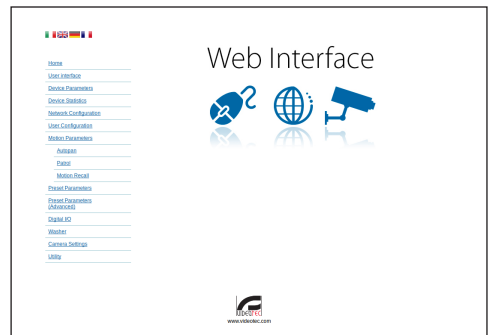 Web Interface
Home
User interface
Device Parameters
Device Statistics
Network Configuration
User Configuration
Motion Parameters
Autopan
Patrol
Motion Recall
Preset Parameters
Preset Parameters
(Advanced)
Digital I/O
Washer
Camera Settings
Utility
VIDEOTEC
www.videotec.com